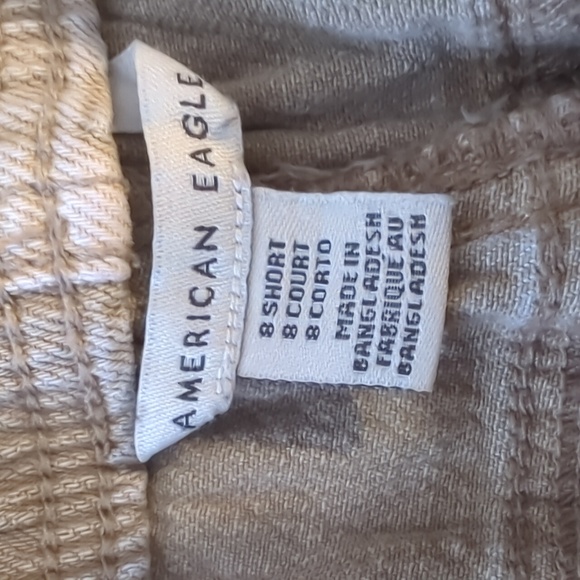 AMERICAN EAGLE
8 SHORT
8 COURT
8 CORTO
MADE IN
BANGLADESH
FABRIQUÉ AU
BANGLADESH